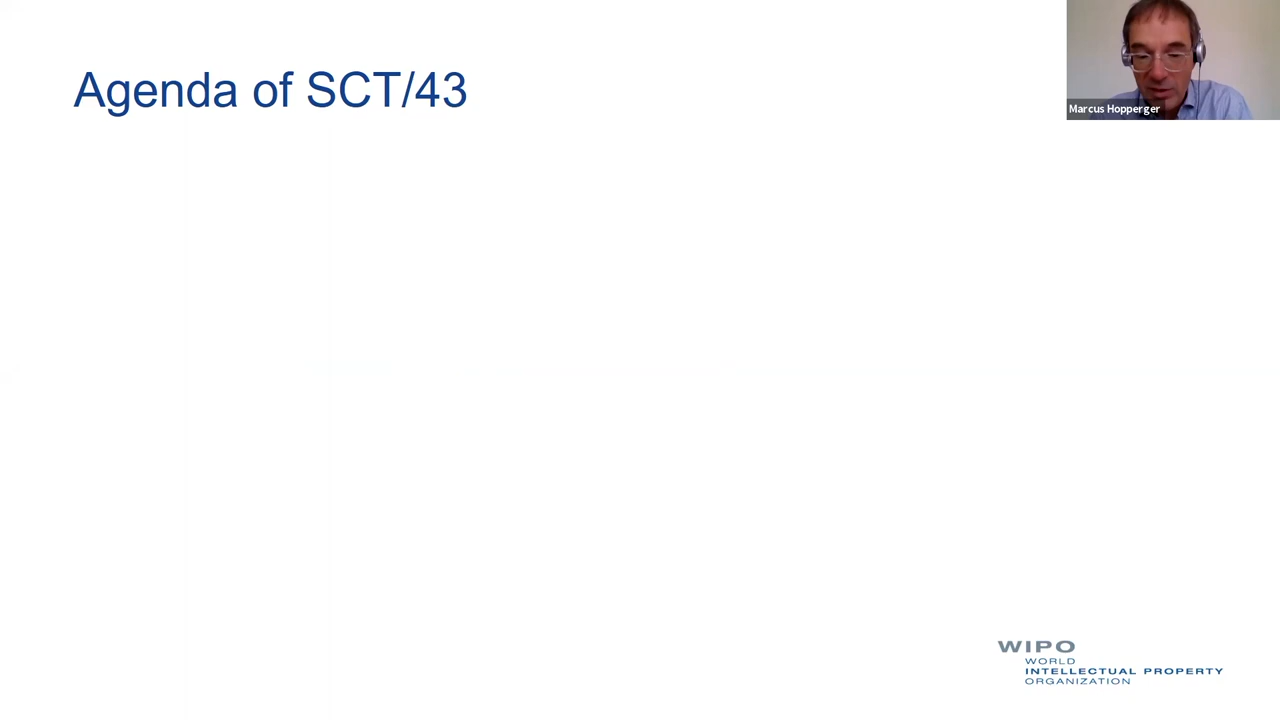 Agenda of SCT/43
Marcus Hopperger
WIPO
WORLD
INTELLECTUAL PROPERTY
ORGANIZATION